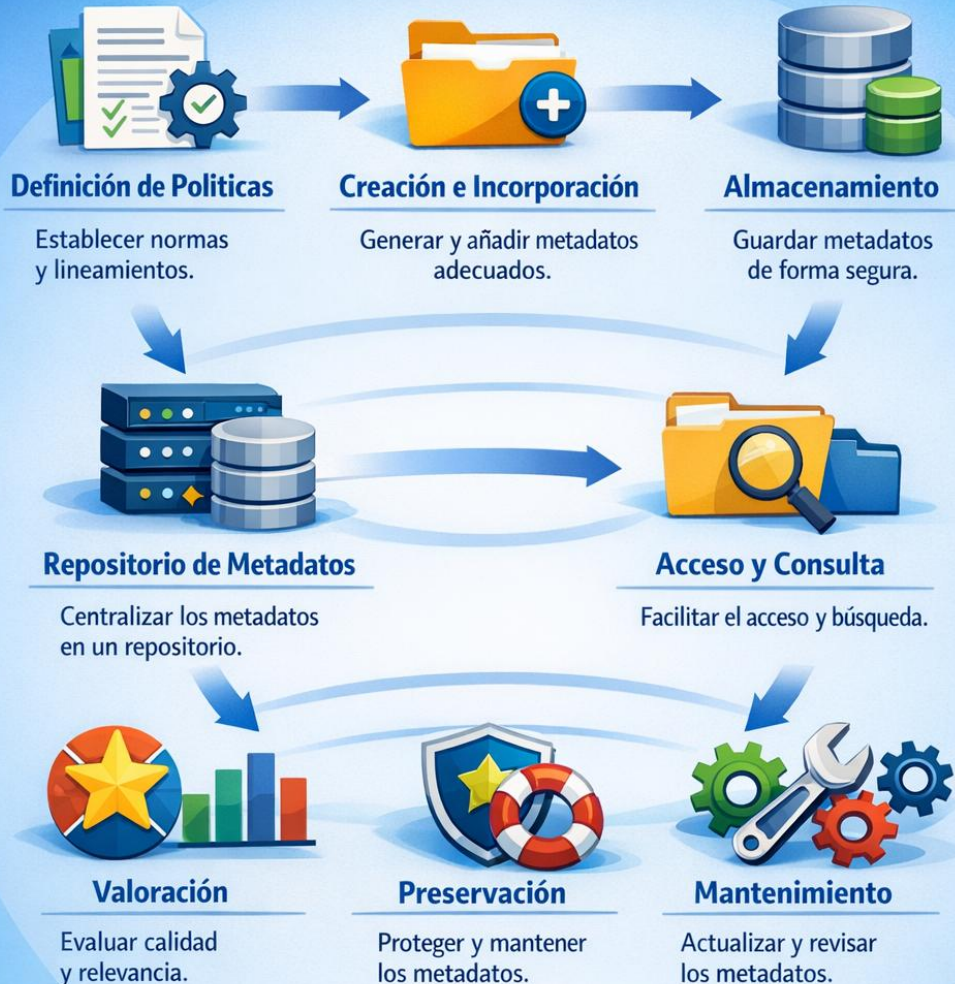 Definición de Politicas
Establecer normas
y lineamientos.
Creación e Incorporación
Generar y añadir metadatos
adecuados.
Almacenamiento
Guardar metadatos
de forma segura.
Repositorio de Metadatos
Centralizar los metadatos
en un repositorio.
Acceso y Consulta
Facilitar el acceso y búsqueda.
Valoración
Evaluar calidad
y relevancia.
Preservación
Proteger y mantener
los metadatos.
Mantenimiento
Actualizar y revisar
los metadatos.